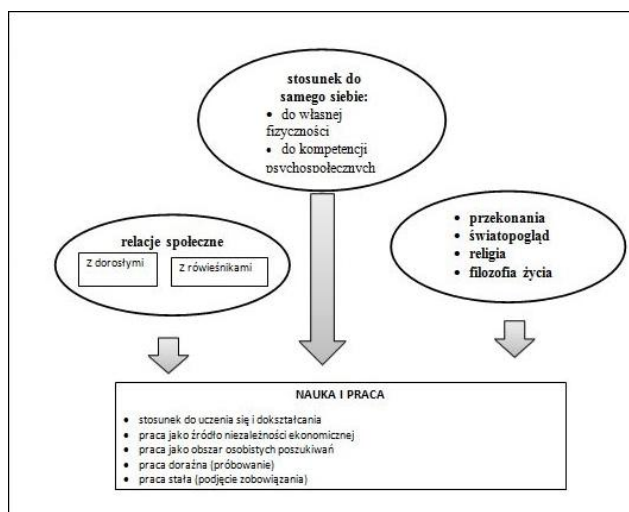 stosunek do
samego siebie:
• do własnej
fizyczności
• do kompetencji
psychospołecznych
relacje społeczne
Z dorosłymi
Z rówieśnikami
• przekonania
• światopogląd
• religia
• filozofia życia
NAUKA I PRACA
• stosunek do uczenia się i dokształcania
• praca jako źródło niezależności ekonomicznej
• praca jako obszar osobistych poszukiwań
• praca doraźna (próbowanie)
• praca stała (podjęcie zobowiązania)